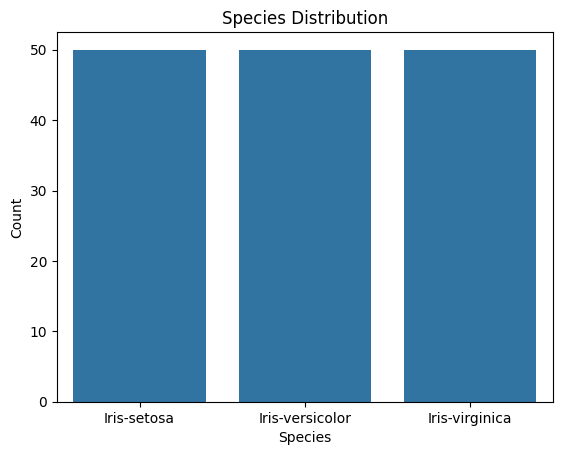 Species Distribution
50
40
30
20
10
0
Count
Iris-setosa
Iris-versicolor
Iris-virginica
Species